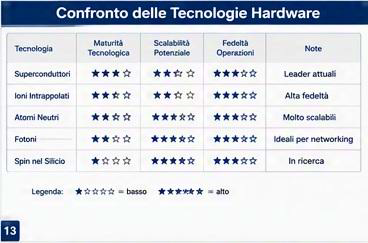 Confronto delle Tecnologie Hardware
Tecnologia Maturità Tecnologica Scalabilità Potenziale Fedeltà Operazioni Note
Superconduttori ★★★☆ ★★☆☆ ★★★☆☆ Leader attuali
Ioni Intrappolati ★★☆☆ ★★☆☆ ★★★☆☆ Alta fedeltà
Atomi Neutri ★★☆☆ ★★★☆☆ ★★★☆☆ Molto scalabili
Fotoni ★★☆☆ ★★★★☆ ★★★☆☆ Ideali per networking
Spin nel Silicio ★☆☆☆ ★★★★☆ ★★★☆☆ In ricerca
Legenda: ★☆☆☆☆ = basso ★★★★★☆ = alto
13